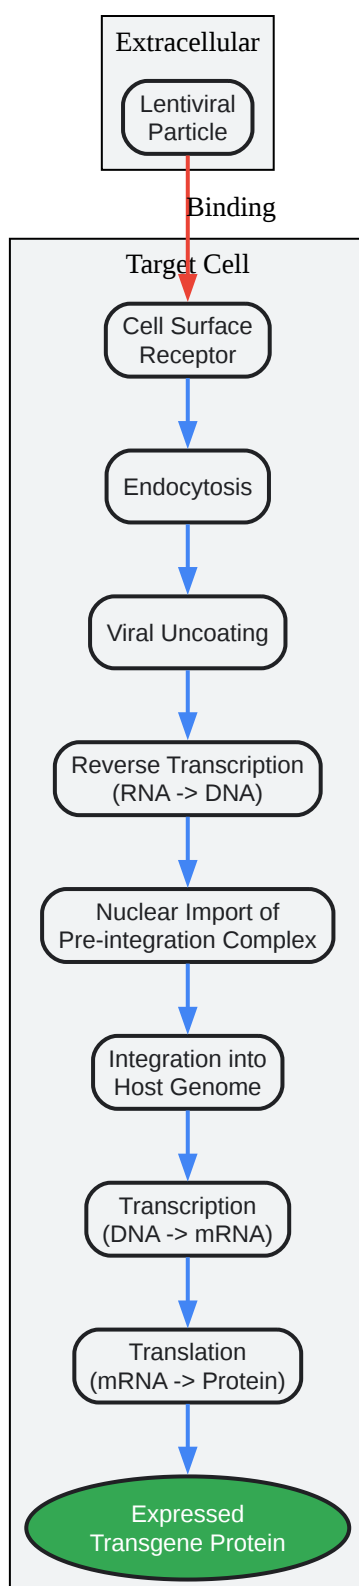 Extracellular
Lentiviral
Particle
Binding
Target Cell
Cell Surface
Receptor
Endocytosis
Viral Uncoating
Reverse Transcription
(RNA -> DNA)
Nuclear Import of
Pre-integration Complex
Integration into
Host Genome
Transcription
(DNA -> mRNA)
Translation
(mRNA -> Protein)
Expressed
Transgene Protein